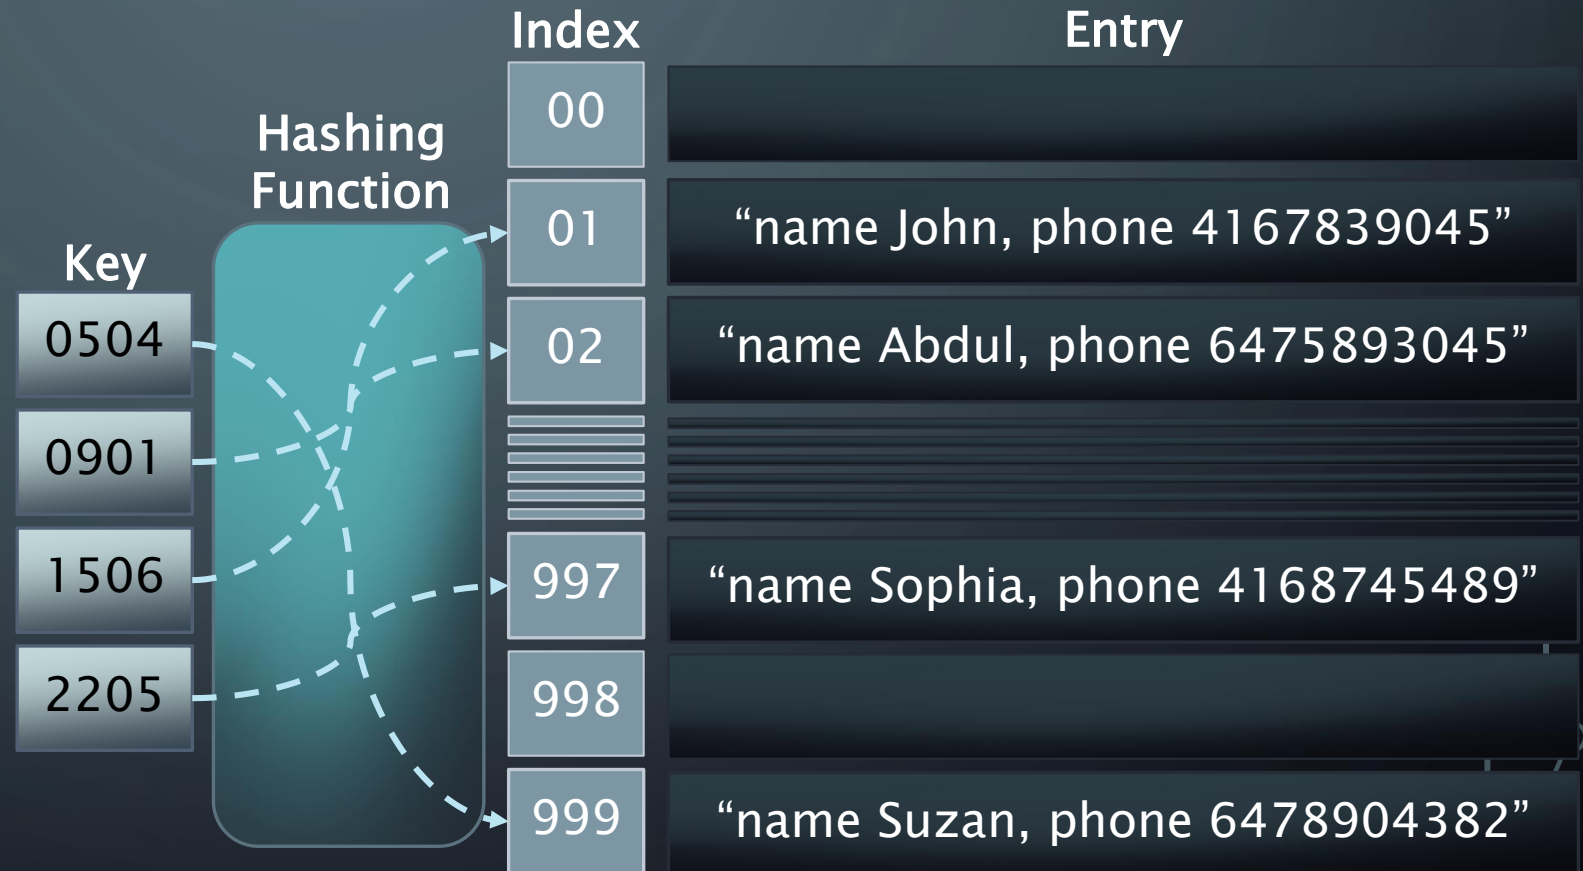 Index
Entry
Hashing
Function
Key
0504
0901
1506
2205
00
01
“name John, phone 4167839045”
02
“name Abdul, phone 6475893045”
997
“name Sophia, phone 4168745489”
998
999
“name Suzan, phone 6478904382”